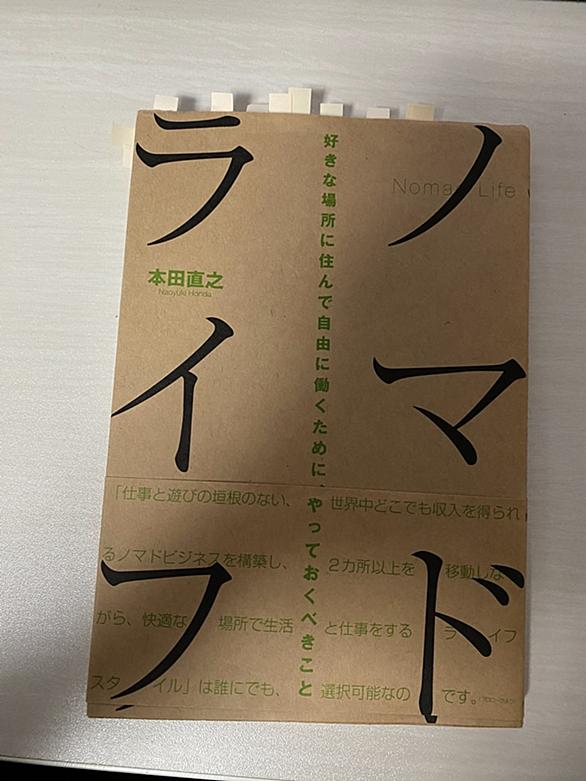 ノマド
ライフ
Nomad Life
好きな場所に住んで自由に働くために、やっておくべきこと
本田直之
Naoyuki Honda
「仕事と遊びの垣根のない、世界中どこでも収入を得られ
るノマドビジネスを構築し、2カ所以上を移動しな
がら、快適な場所で生活と仕事をするライフ
スタイル」は誰にでも、選択可能なのです。